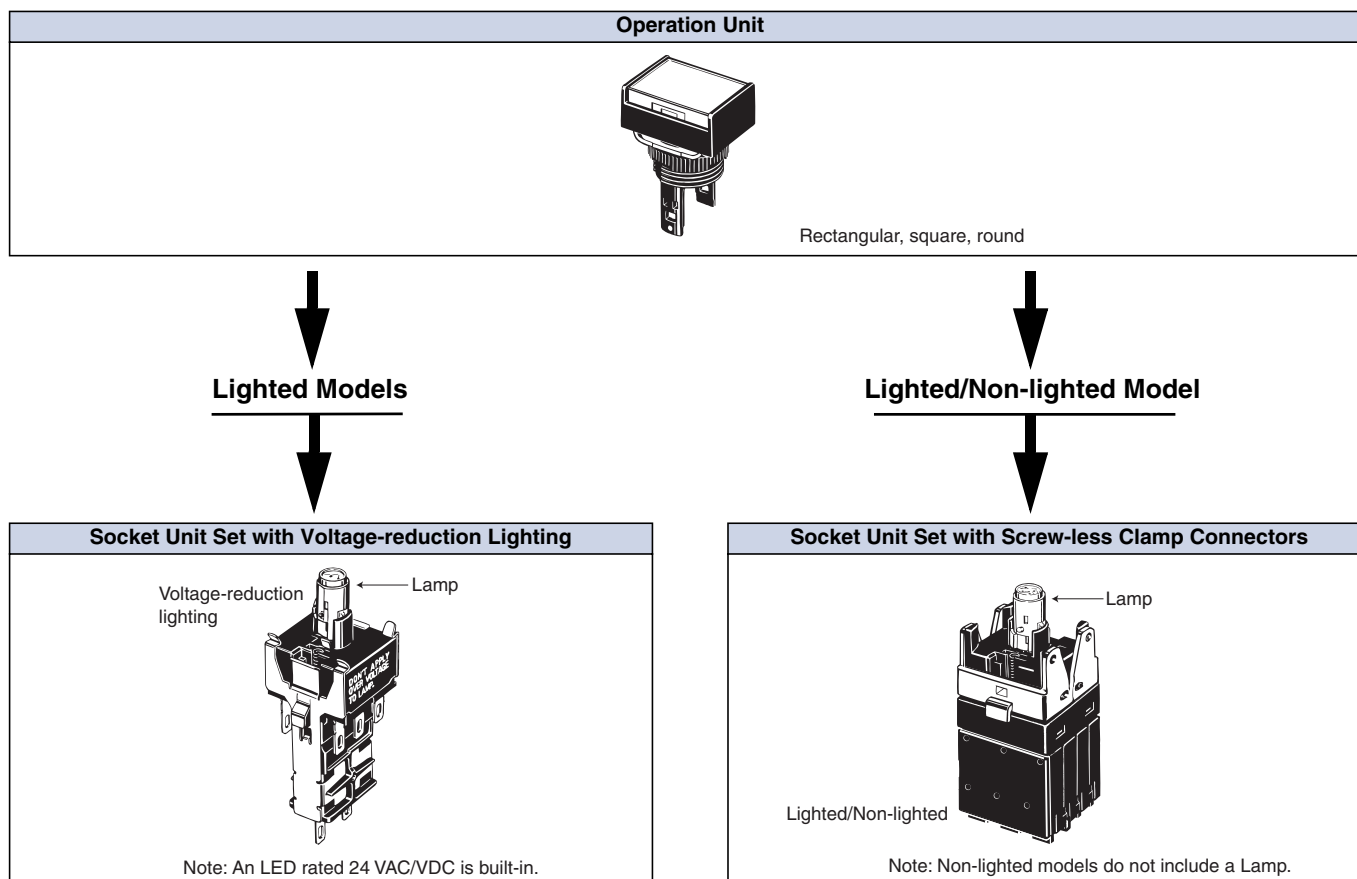 Operation Unit
Rectangular, square, round
Lighted Models
Lighted/Non-lighted Model
Socket Unit Set with Voltage-reduction Lighting
Voltage-reduction
lighting
Lamp
DON'T APPLY
OVER VOLTAGE
TO LAMP.
Note: An LED rated 24 VAC/VDC is built-in.
Socket Unit Set with Screw-less Clamp Connectors
Lamp
Lighted/Non-lighted
Note: Non-lighted models do not include a Lamp.